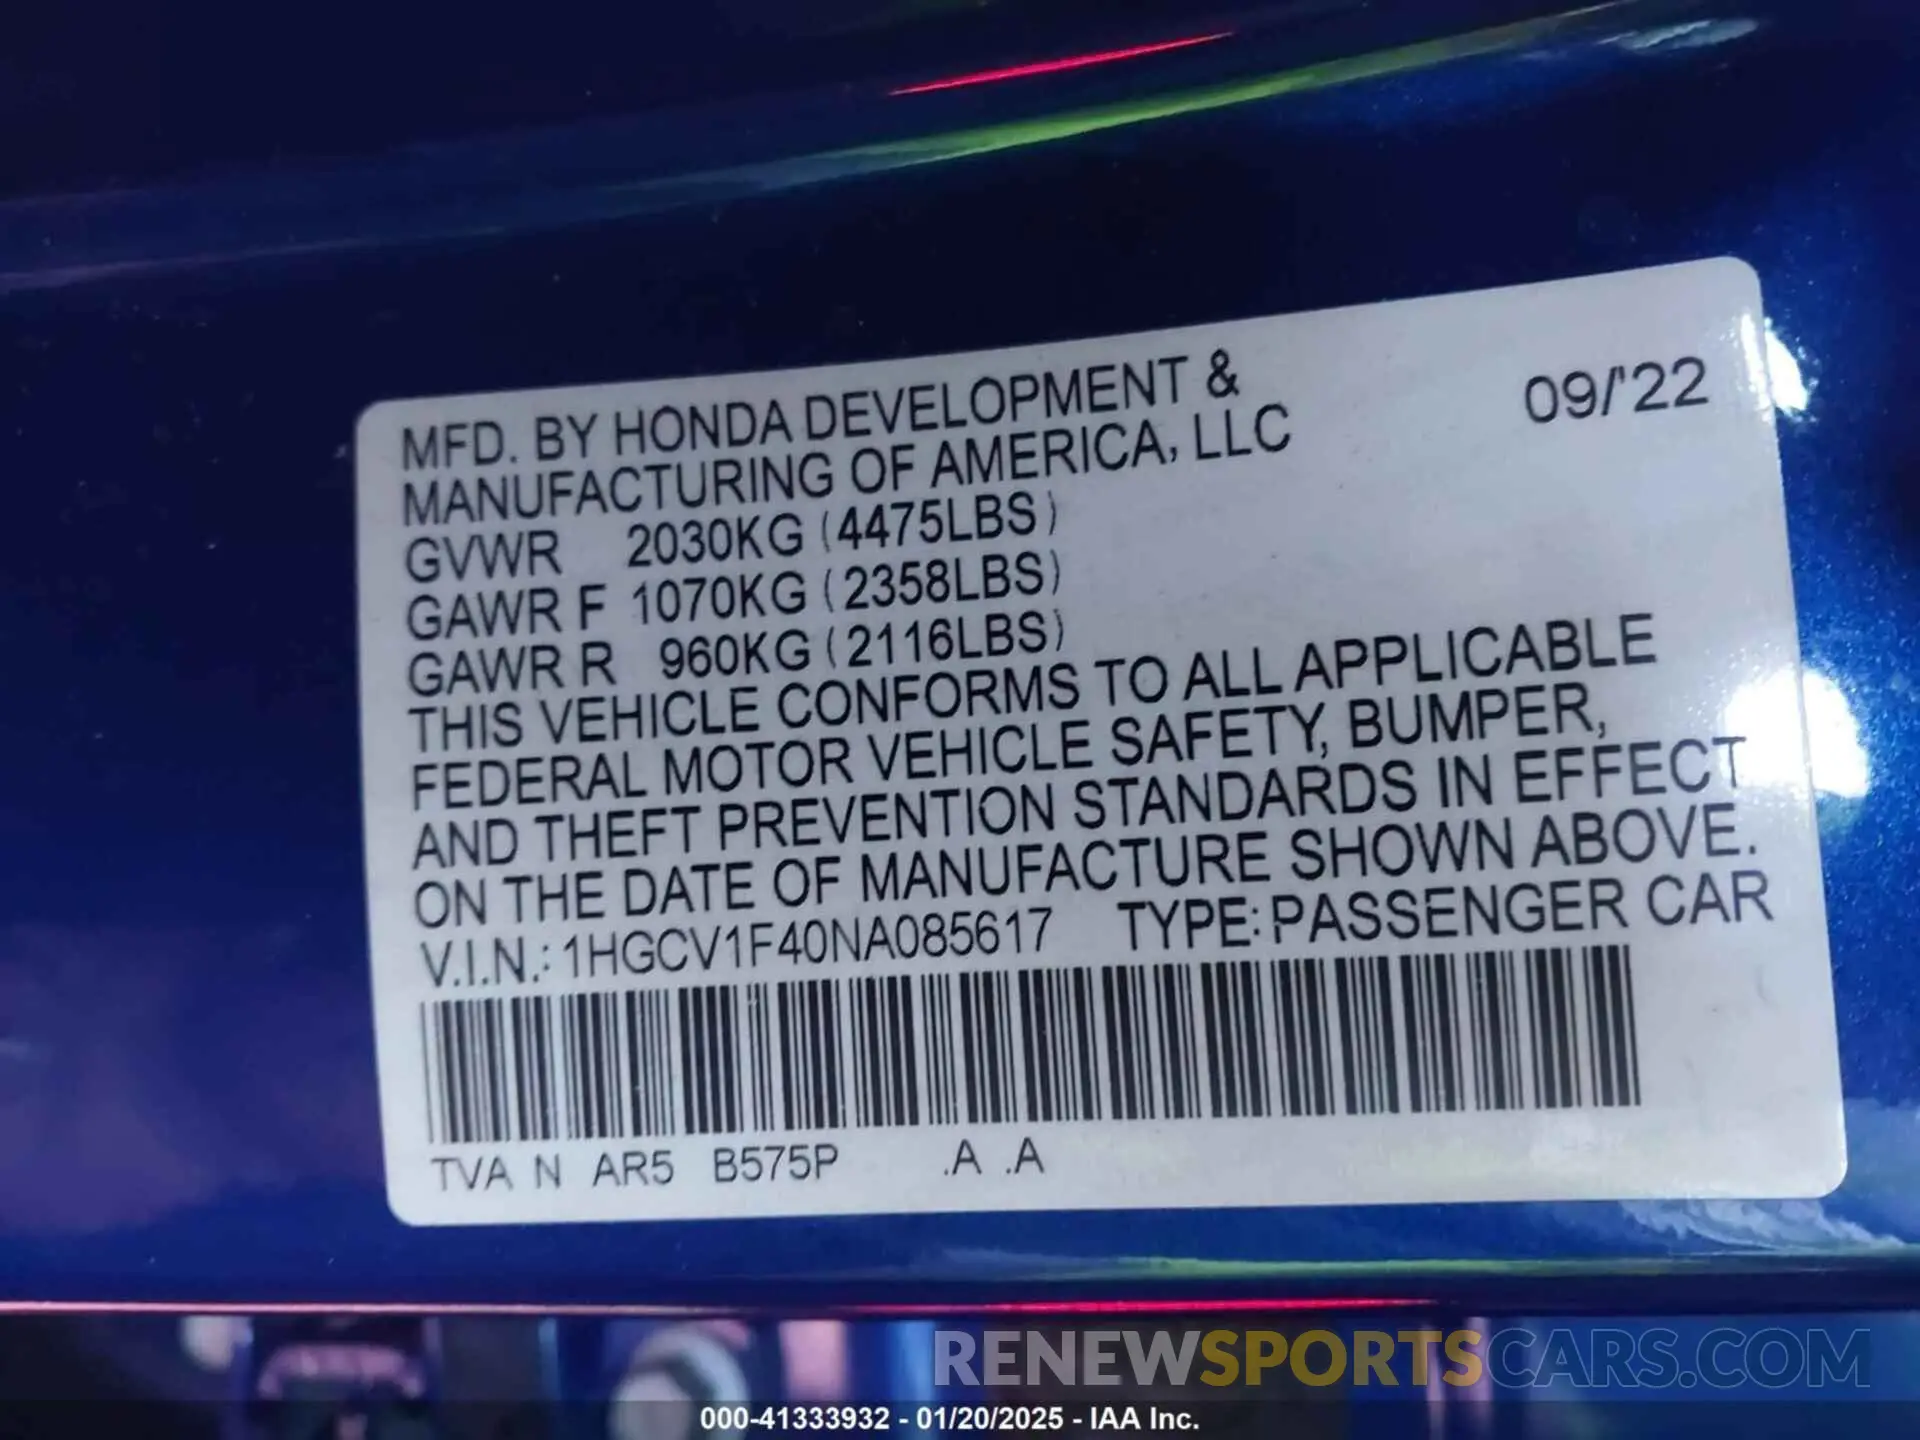 MFD. BY HONDA DEVELOPMENT &
MANUFACTURING OF AMERICA, LLC
09/'22
GVWR 2030KG (4475LBS)
GAWR F 1070KG (2358LBS)
GAWR R 960KG (2116LBS)
THIS VEHICLE CONFORMS TO ALL APPLICABLE
FEDERAL MOTOR VEHICLE SAFETY, BUMPER,
AND THEFT PREVENTION STANDARDS IN EFFECT
ON THE DATE OF MANUFACTURE SHOWN ABOVE.
V.I.N.: 1HGCV1F40NA085617 TYPE: PASSENGER CAR
TVA N AR5 B575P .A .A
RENEWSPORTSCARS.COM
000-41333932 - 01/20/2025 - IAA Inc.